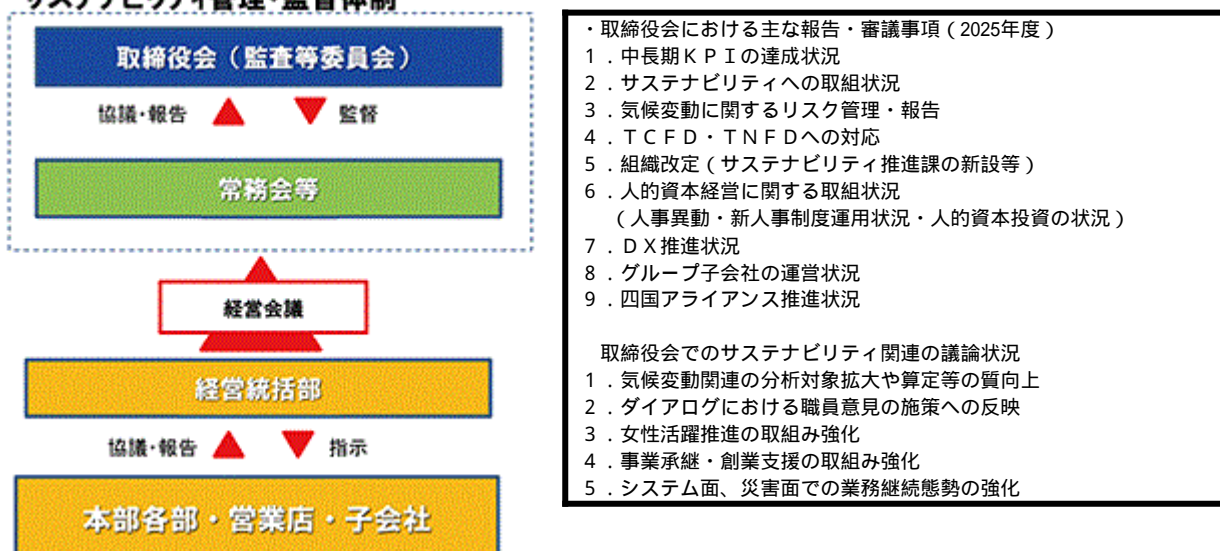 サステナビリティ管理・監督体制
取締役会（監査等委員会）
協議・報告 監督
常務会等
経営会議
経営統括部
協議・報告 指示
本部各部・営業店・子会社
・取締役会における主な報告・審議事項（2025年度）
１．中長期ＫＰＩの達成状況
２．サステナビリティへの取組状況
３．気候変動に関するリスク管理・報告
４．ＴＣＦＤ・ＴＮＦＤへの対応
５．組織改定（サステナビリティ推進課の新設等）
６．人的資本経営に関する取組状況
（人事異動・新人事制度運用状況・人的資本投資の状況）
７．ＤＸ推進状況
８．グループ子会社の運営状況
９．四国アライアンス推進状況
取締役会でのサステナビリティ関連の議論状況
１．気候変動関連の分析対象拡大や算定等の質向上
２．ダイアログにおける職員意見の施策への反映
３．女性活躍推進の取組み強化
４．事業承継・創業支援の取組み強化
５．システム面、災害面での業務継続態勢の強化